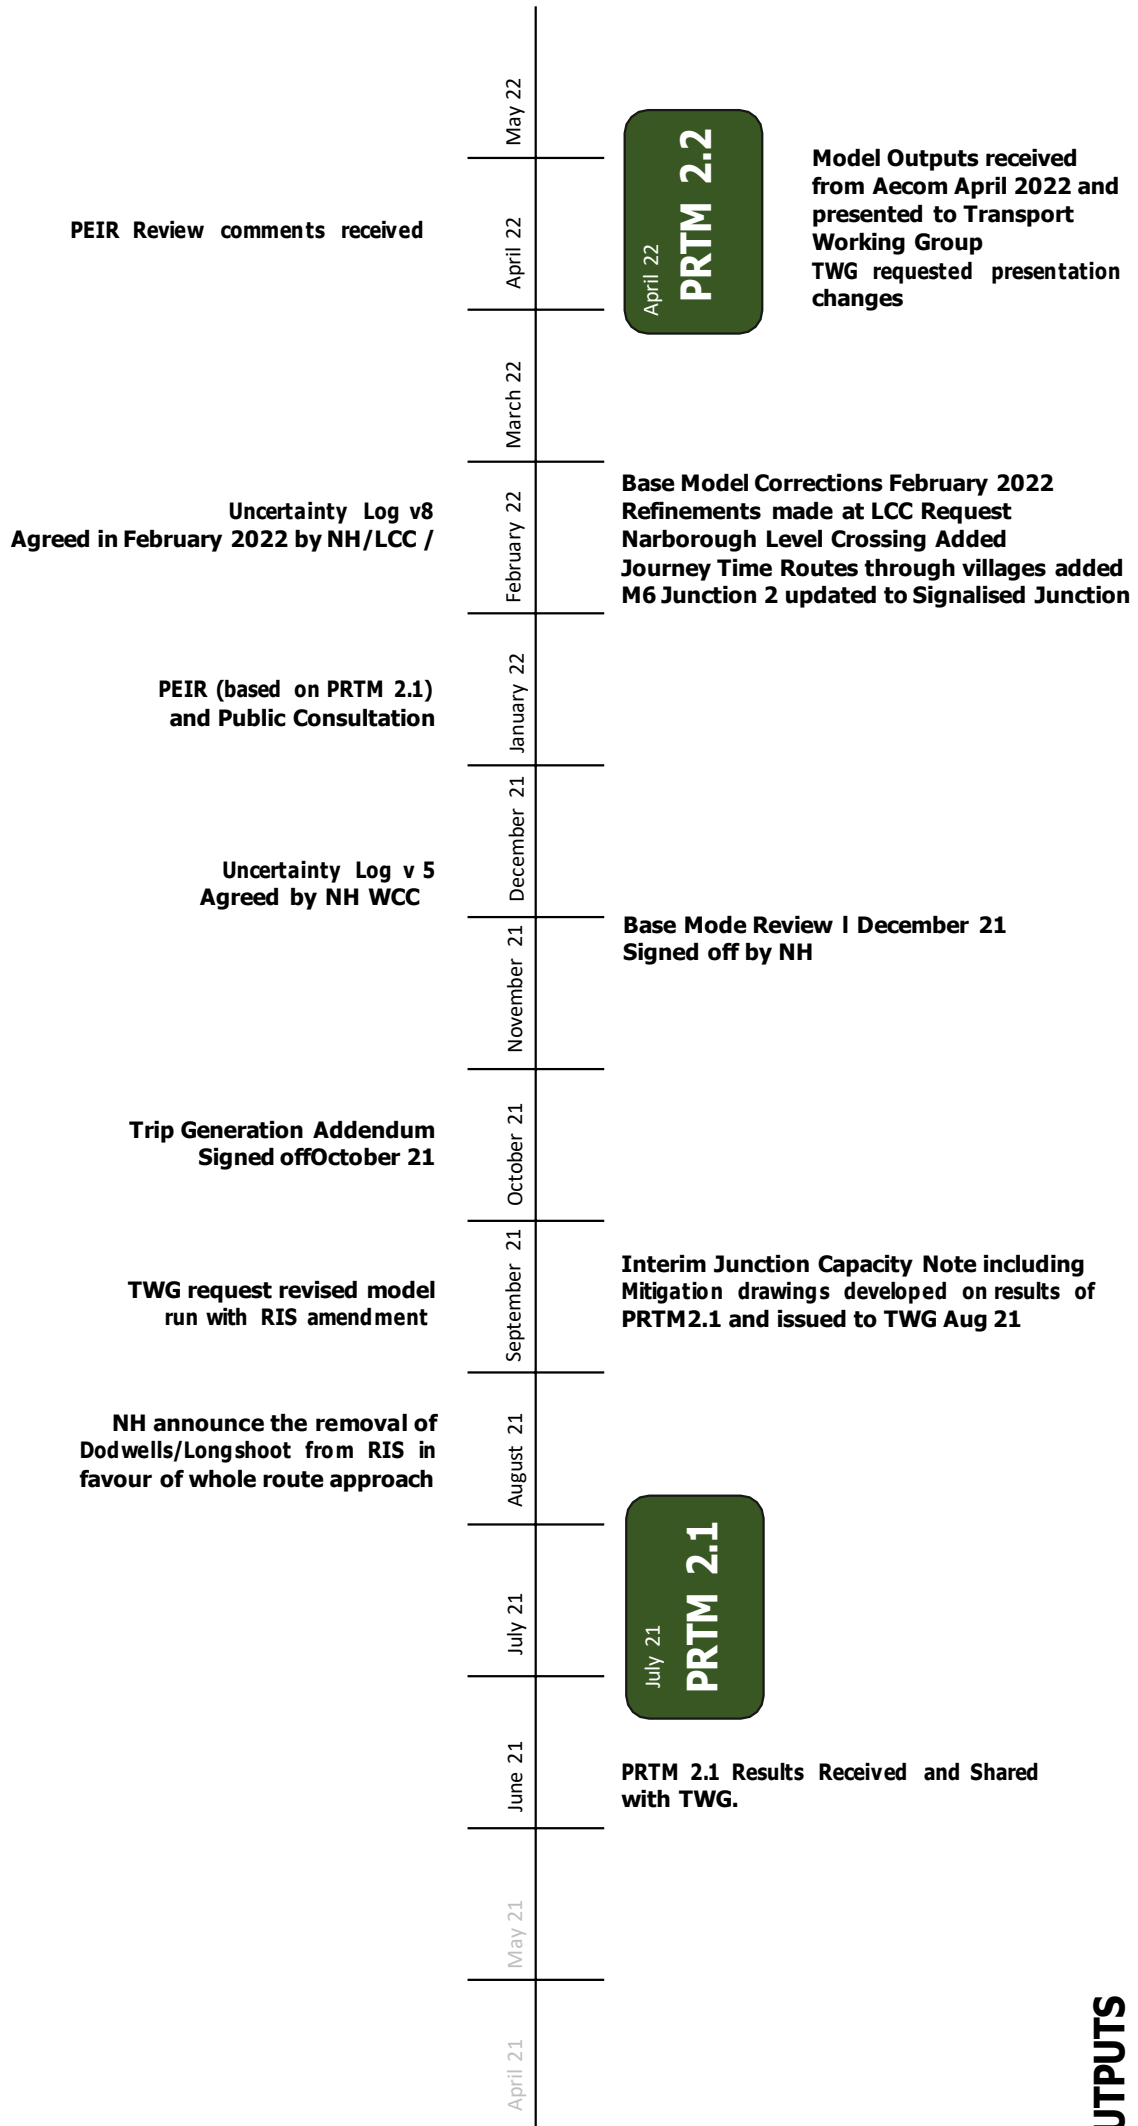 May 22
PRTM 2.2
April 22
Model Outputs received
from Aecom April 2022 and
presented to Transport
Working Group
TWG requested presentation
changes
PEIR Review comments received
April 22
March 22
Uncertainty Log v8
Agreed in February 2022 by NH/LCC /
February 22
Base Model Corrections February 2022
Refinements made at LCC Request
Narborough Level Crossing Added
Journey Time Routes through villages added
M6 Junction 2 updated to Signalised Junction
PEIR (based on PRTM 2.1)
and Public Consultation
January 22
December 21
Uncertainty Log v 5
Agreed by NH WCC
Base Mode Review l December 21
Signed off by NH
November 21
Trip Generation Addendum
Signed offOctober 21
October 21
TWG request revised model
run with RIS amendment
September 21
Interim Junction Capacity Note including
Mitigation drawings developed on results of
PRTM2.1 and issued to TWG Aug 21
NH announce the removal of
Dodwells/Longshoot from RIS in
favour of whole route approach
August 21
July 21
July 21
PRTM 2.1
June 21
PRTM 2.1 Results Received and Shared
with TWG.
May 21
April 21